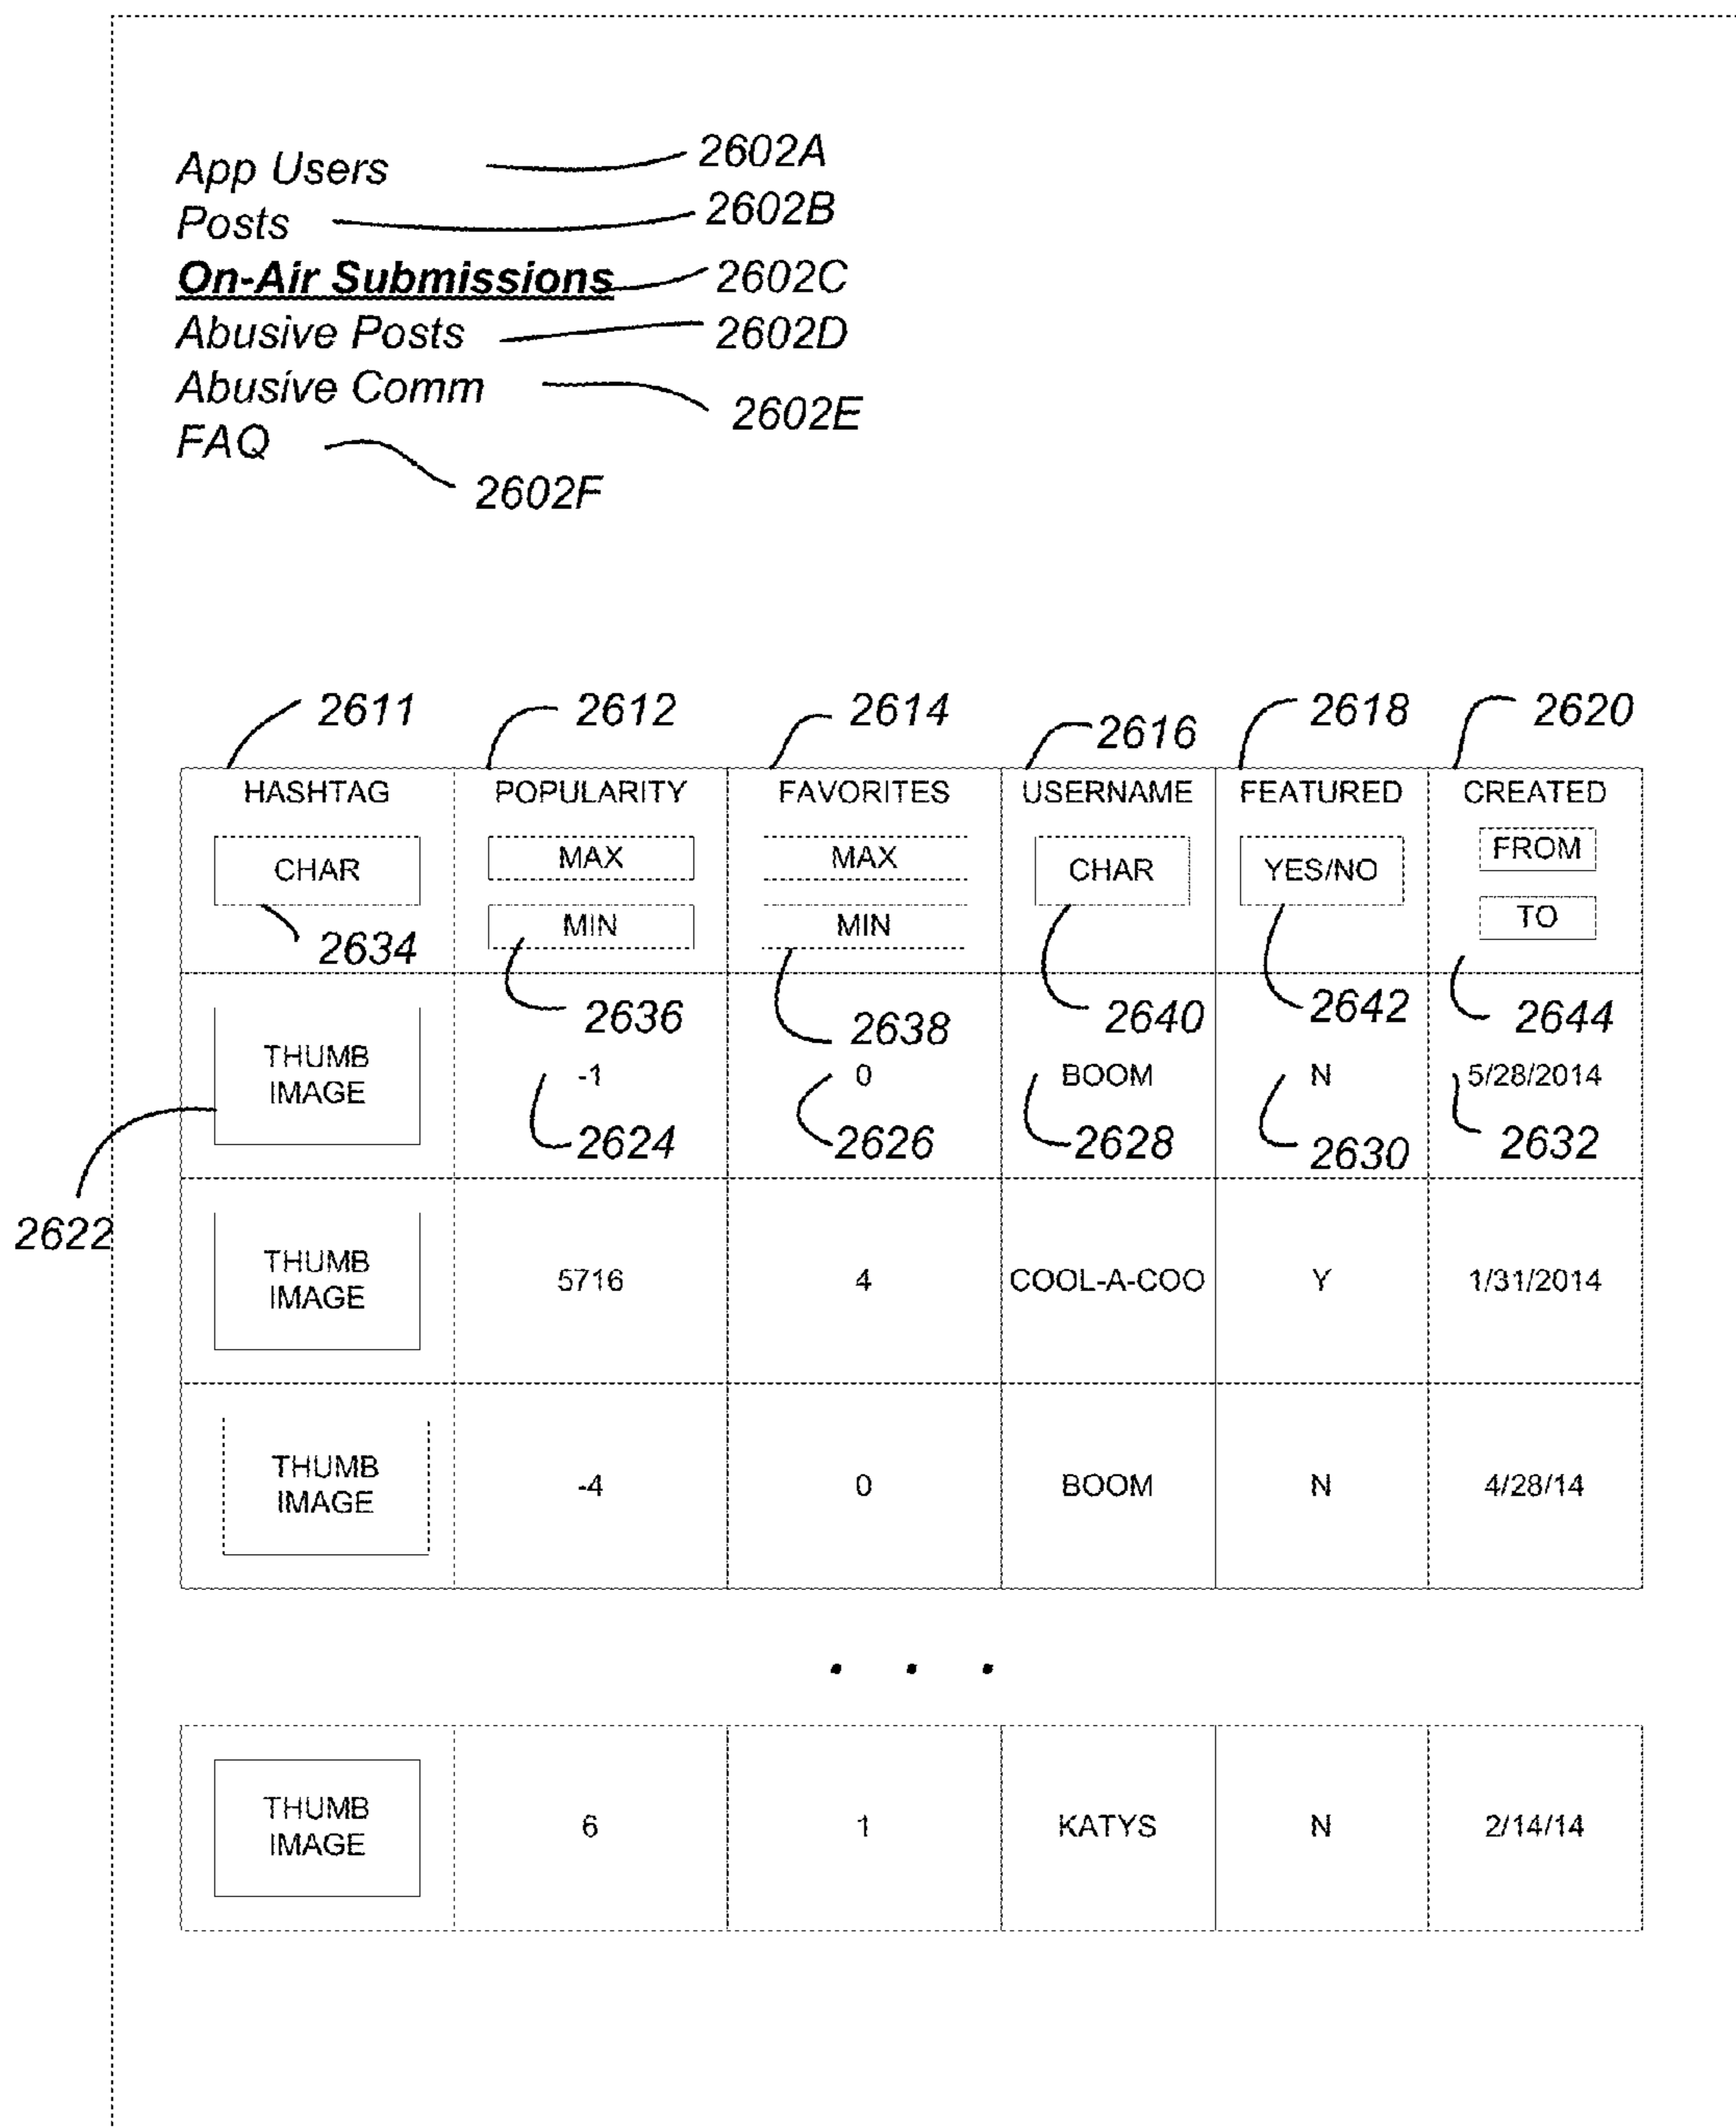 App Users 2602A
Posts 2602B
On-Air Submissions 2602C
Abusive Posts 2602D
Abusive Comm 2602E
FAQ
2602F
2611 2612 2614 2616 2618 2620
HASHTAG POPULARITY FAVORITES USERNAME FEATURED CREATED
CHAR MAX MAX CHAR YES/NO FROM
MIN MIN TO
2634
2636 2638 2640 2642 2644
THUMB
IMAGE -1 0 BOOM N 5/28/2014
2624 2626 2628 2630 2632
2622
THUMB
IMAGE 5716 4 COOL-A-COO Y 1/31/2014
THUMB
IMAGE -4 0 BOOM N 4/28/14
. . .
THUMB
IMAGE 6 1 KATYS N 2/14/14